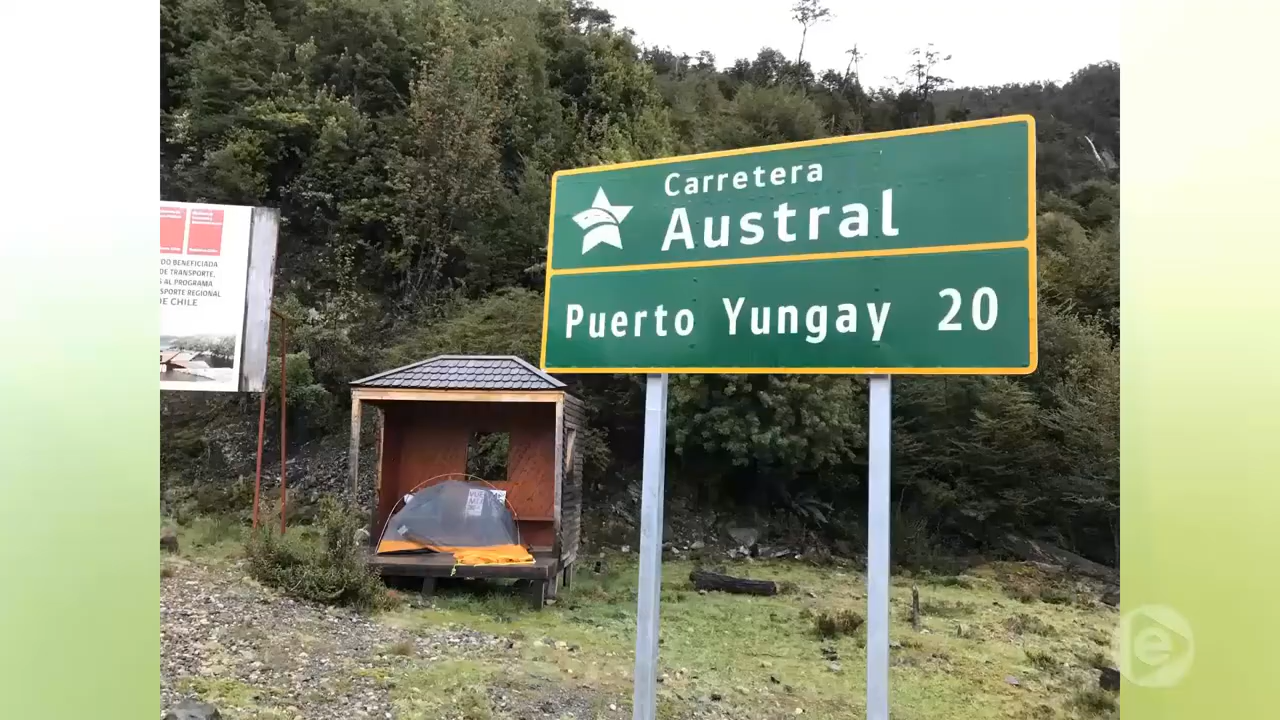 DO BENEFICIADA
DE TRANSPORTE,
AL PROGRAMA
SPORTE REGIONAL
DE CHILE
Carretera
Austral
Puerto Yungay 20
e